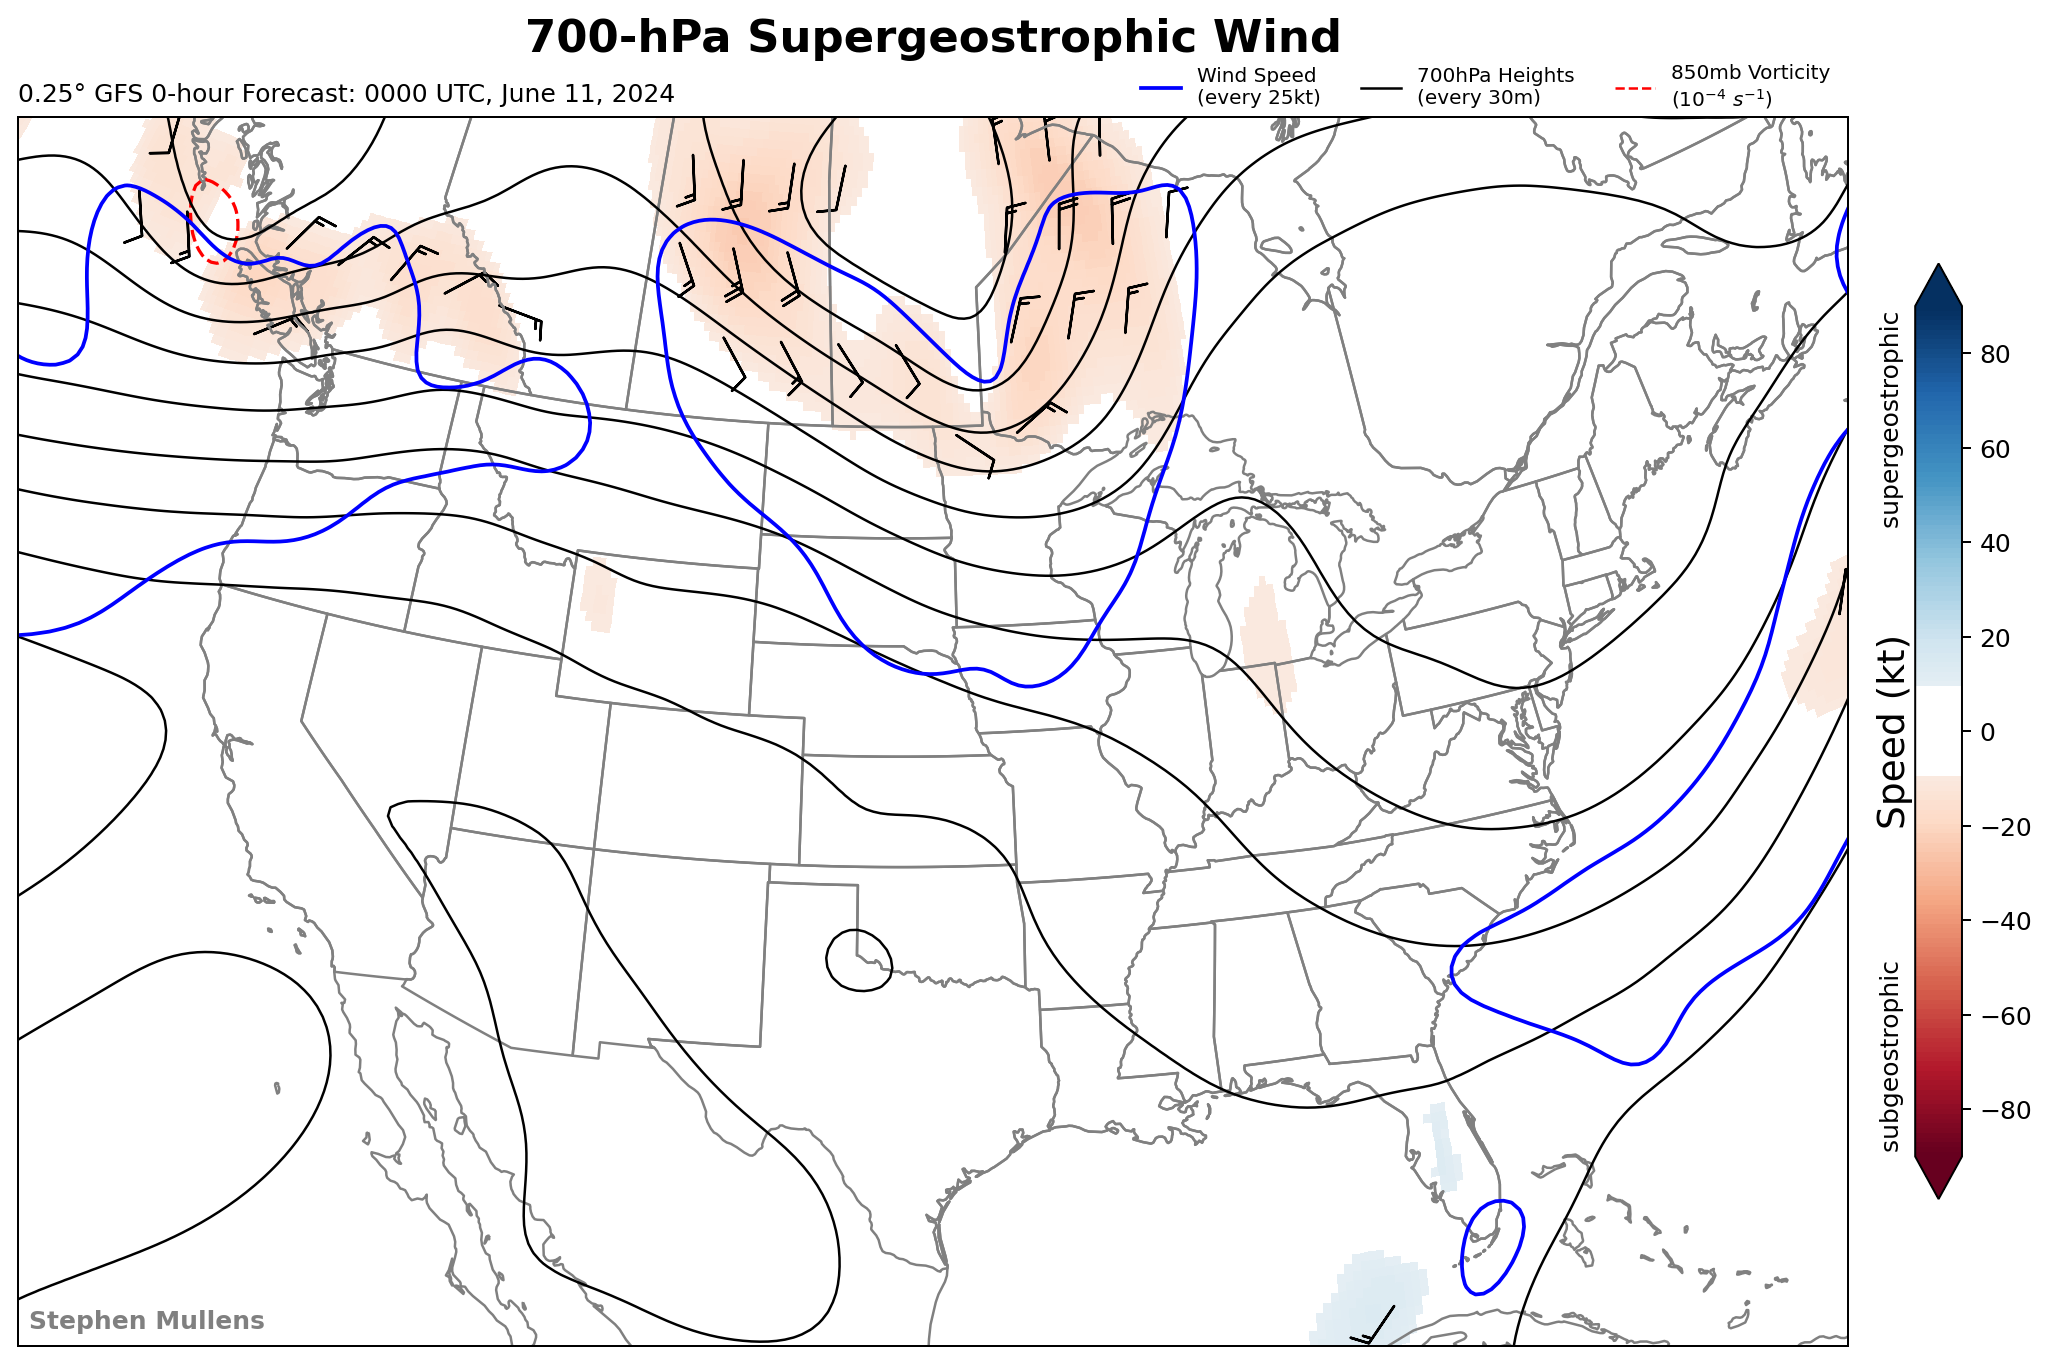 700-hPa Supergeostrophic Wind
0.25° GFS 0-hour Forecast: 0000 UTC, June 11, 2024
Wind Speed
(every 25kt)
700hPa Heights
(every 30m)
850mb Vorticity
(10⁻⁴ s⁻¹)
supergeostrophic
Speed (kt)
subgeostrophic
80
60
40
20
0
−20
−40
−60
−80
Stephen Mullens